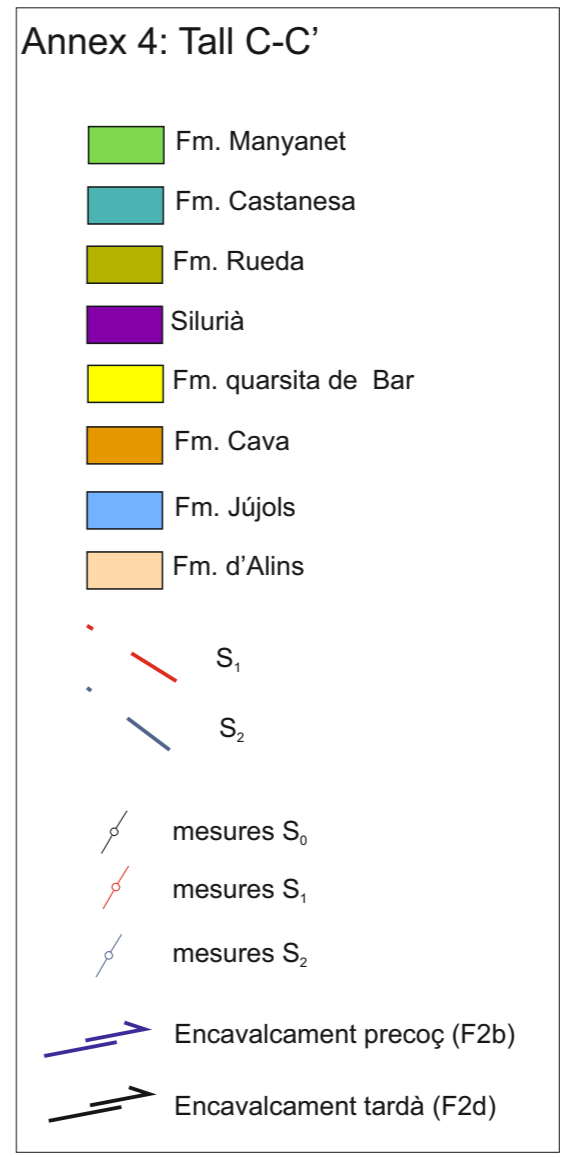 Annex 4: Tall C-C’
Fm. Manyanet
Fm. Castanesa
Fm. Rueda
Silurià
Fm. quarsita de Bar
Fm. Cava
Fm. Jújols
Fm. d’Alins
S₁
S₂
mesures S₀
mesures S₁
mesures S₂
Encavalcament precoç (F2b)
Encavalcament tardà (F2d)